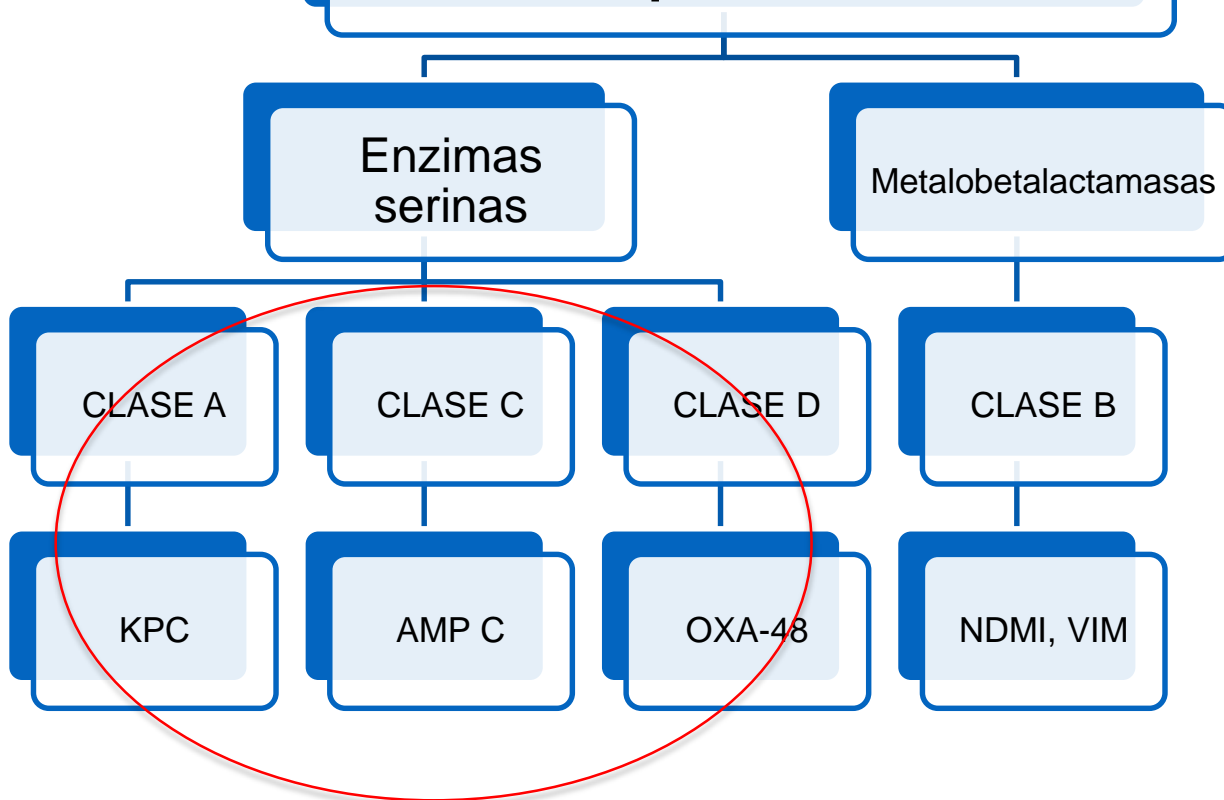 Enzimas
serinas
Metalobetalactamasas
CLASE A
CLASE C
CLASE D
CLASE B
KPC
AMP C
OXA-48
NDMI, VIM